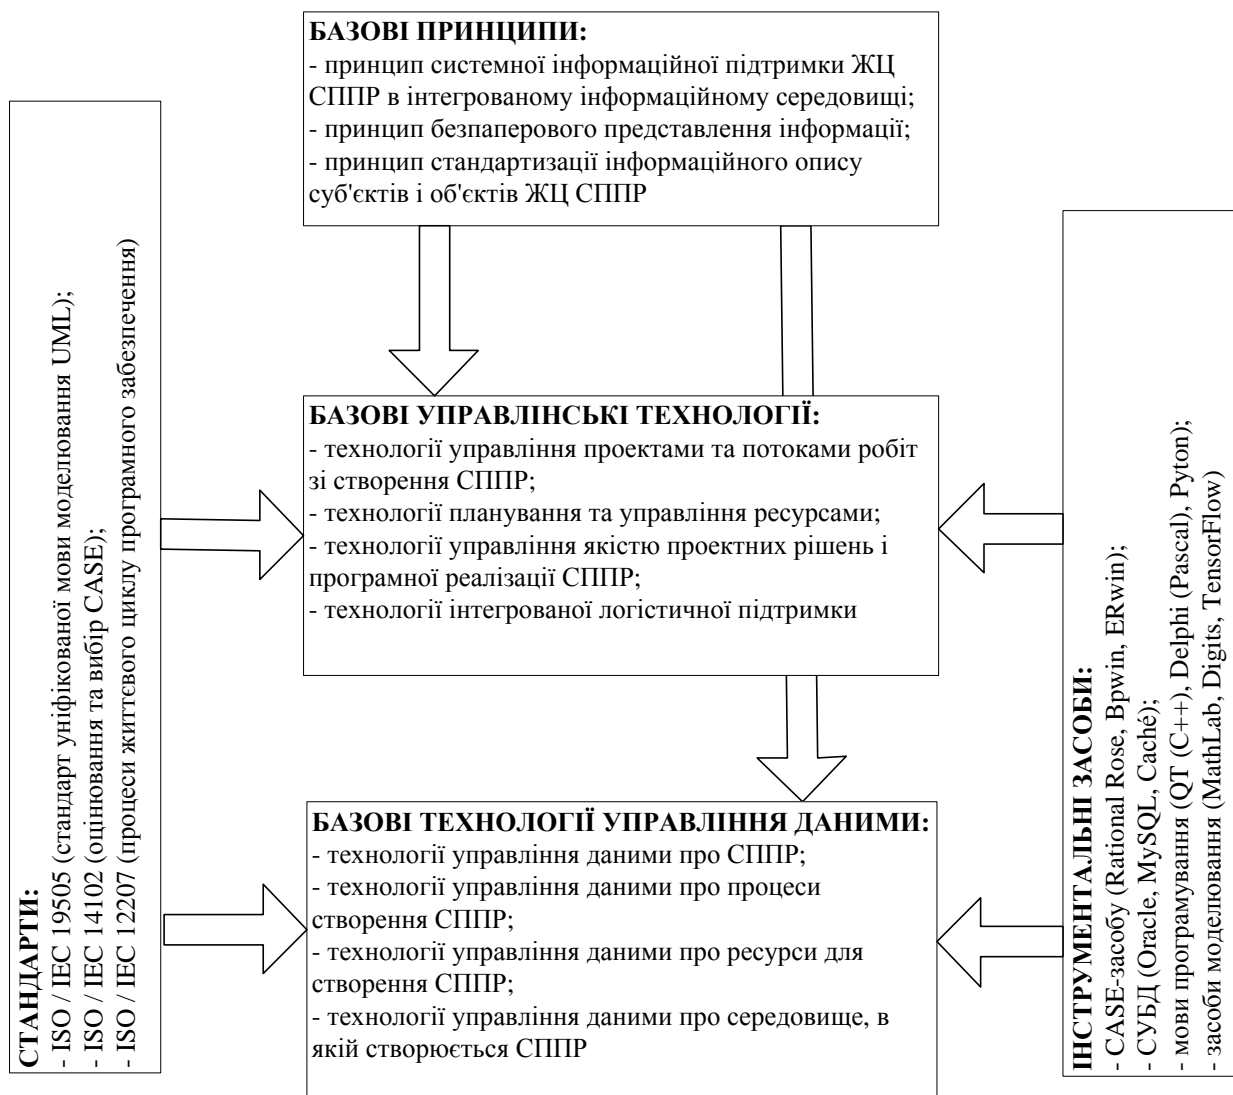 БАЗОВІ ПРИНЦИПИ:
- принцип системної інформаційної підтримки ЖЦ
СППР в інтегрованому інформаційному середовищі;
- принцип безпаперового представлення інформації;
- принцип стандартизації інформаційного опису
суб'єктів і об'єктів ЖЦ СППР
СТАНДАРТИ:
- ISO / IEC 19505 (стандарт уніфікованої мови моделювання UML);
- ISO / IEC 14102 (оцінювання та вибір CASE);
- ISO / IEC 12207 (процеси життєвого циклу програмного забезпечення)
БАЗОВІ УПРАВЛІНСЬКІ ТЕХНОЛОГІЇ:
- технології управління проектами та потоками робіт
зі створення СППР;
- технології планування та управління ресурсами;
- технології управління якістю проектних рішень і
програмної реалізації СППР;
- технології інтегрованої логістичної підтримки
БАЗОВІ ТЕХНОЛОГІЇ УПРАВЛІННЯ ДАНИМИ:
- технології управління даними про СППР;
- технології управління даними про процеси
створення СППР;
- технології управління даними про ресурси для
створення СППР;
- технології управління даними про середовище, в
якій створюється СППР
ІНСТРУМЕНТАЛЬНІ ЗАСОБИ:
- CASE-засобу (Rational Rose, Bpwin, ERwin);
- СУБД (Oracle, MySQL, Caché);
- мови програмування (QT (C++), Delphi (Pascal), Pyton);
- засоби моделювання (MathLab, Digits, TensorFlow)